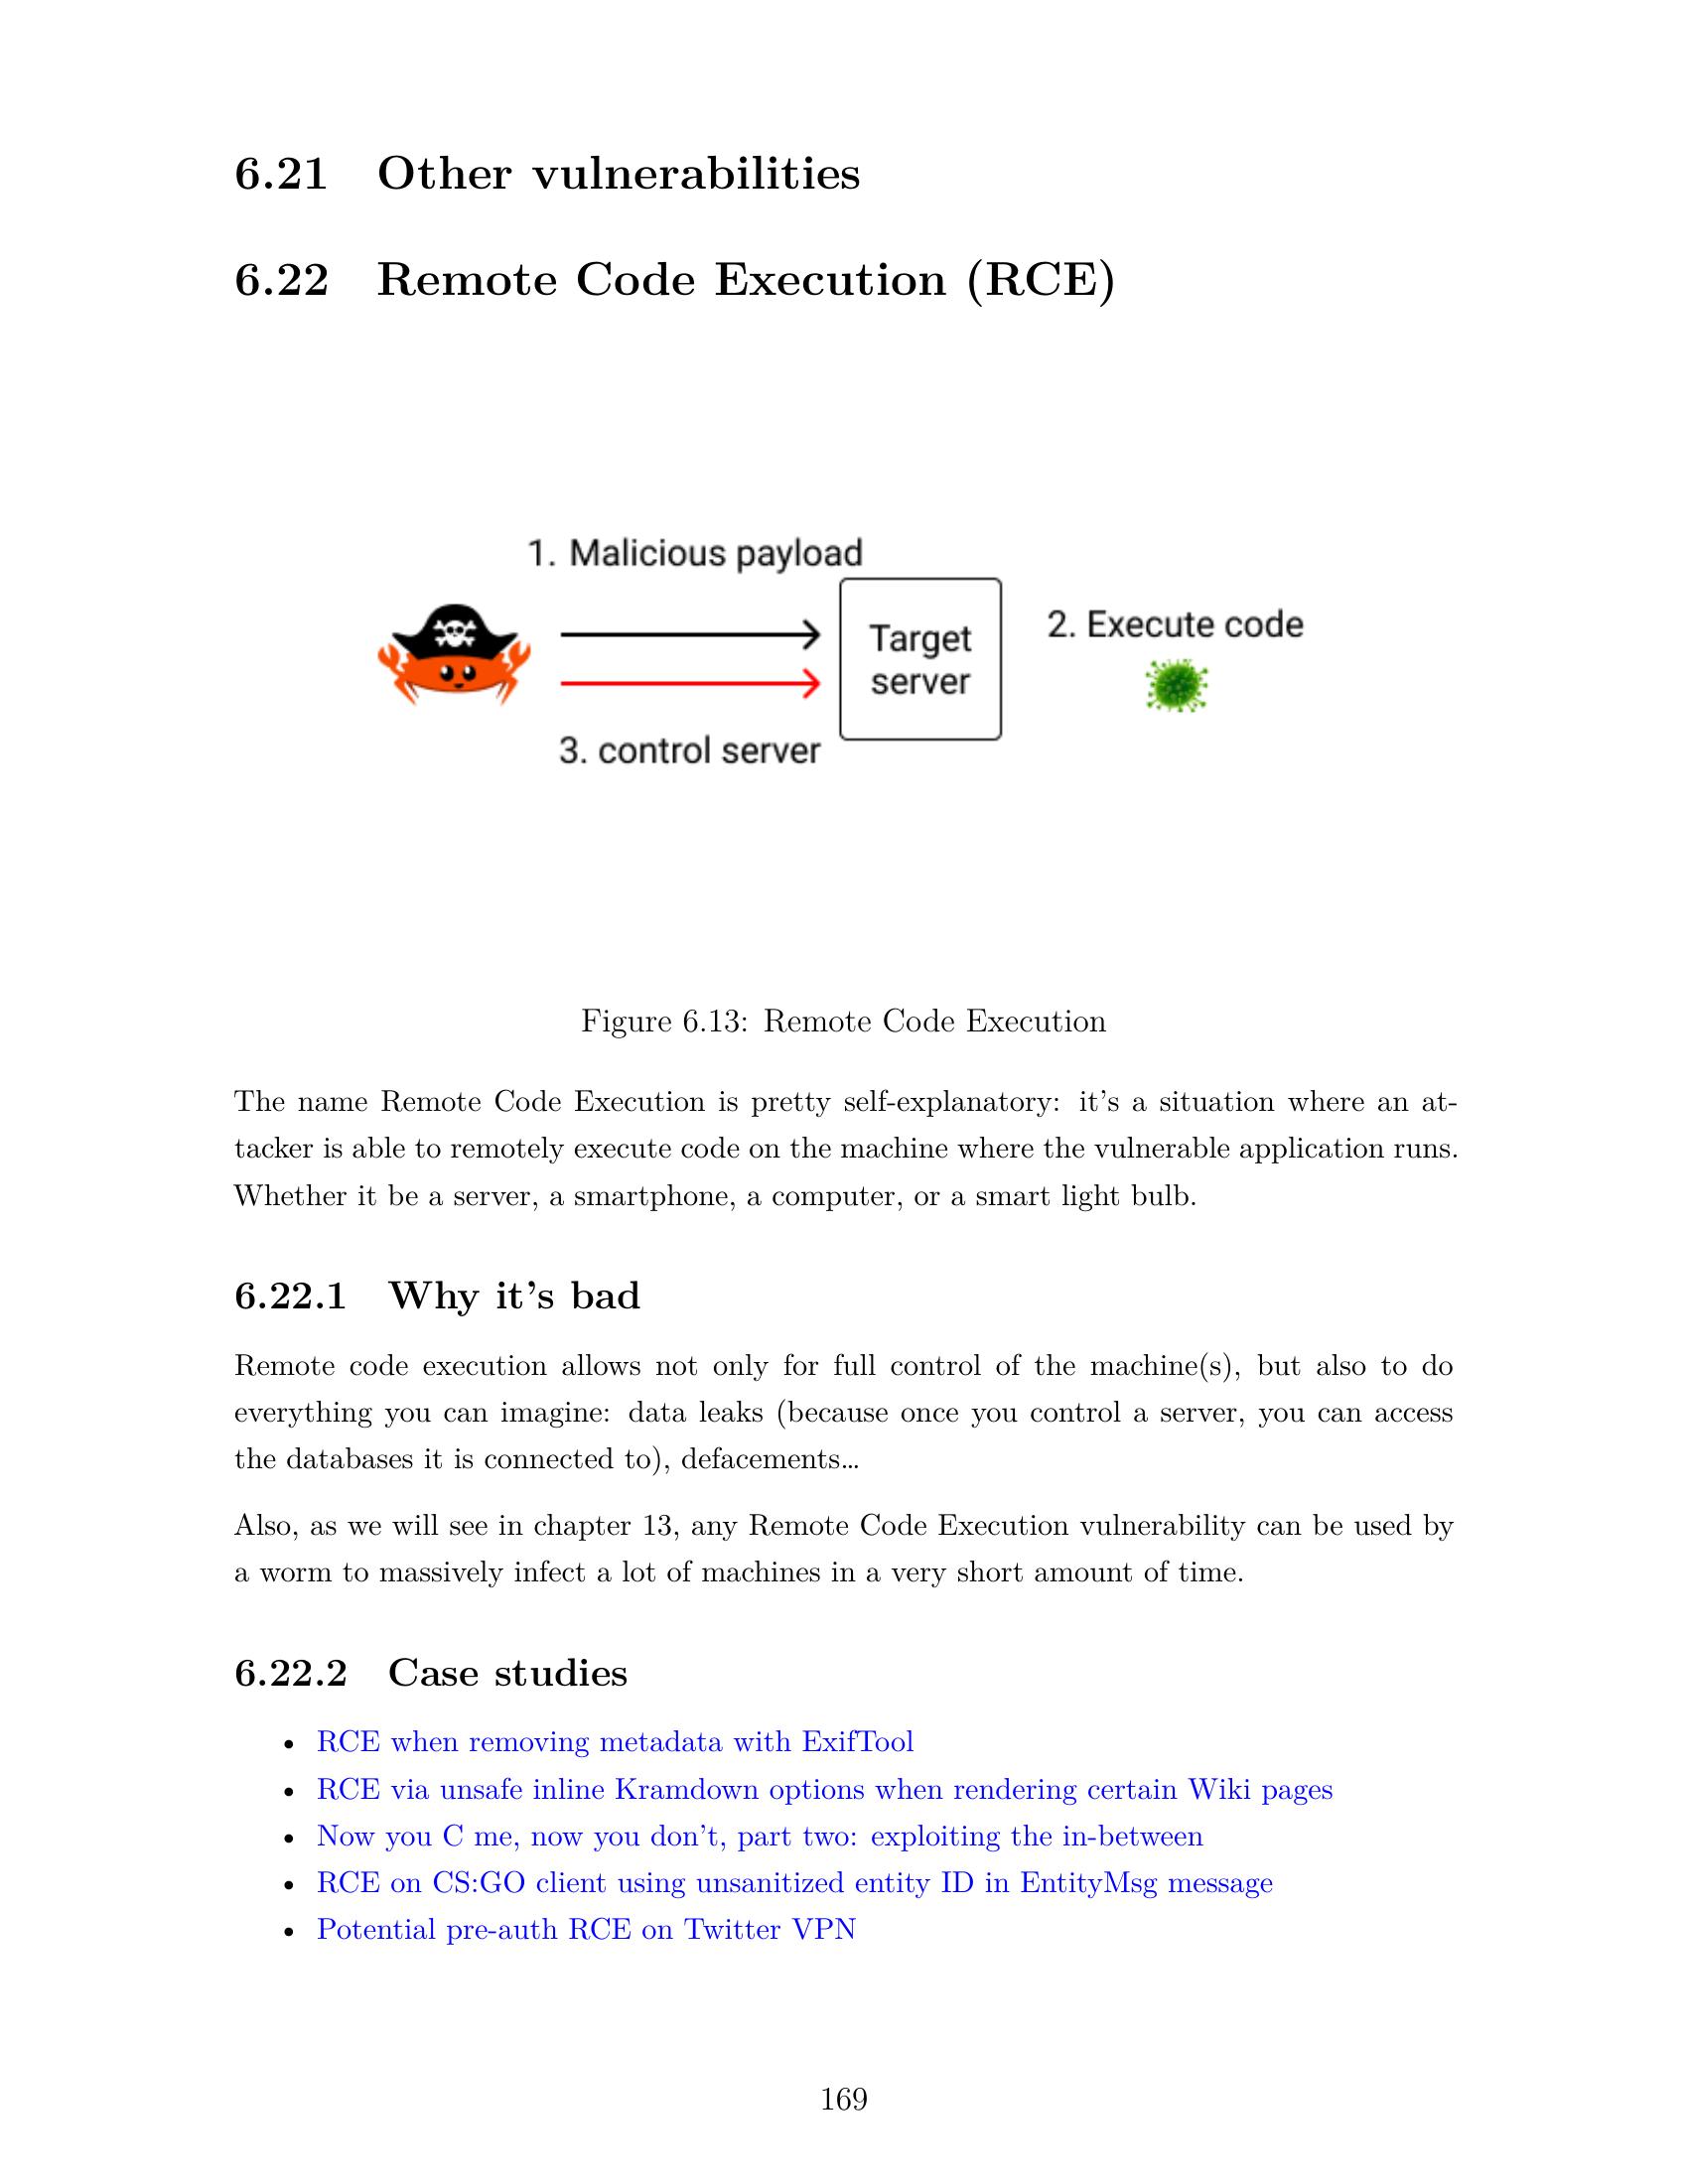 6.21 Other vulnerabilities
6.22 Remote Code Execution (RCE)
1. Malicious payload
Target
server
2. Execute code
3. control server
Figure 6.13: Remote Code Execution
The name Remote Code Execution is pretty self-explanatory: it's a situation where an at-
tacker is able to remotely execute code on the machine where the vulnerable application runs.
Whether it be a server, a smartphone, a computer, or a smart light bulb.
6.22.1 Why it's bad
Remote code execution allows not only for full control of the machine(s), but also to do
everything you can imagine: data leaks (because once you control a server, you can access
the databases it is connected to), defacements…
Also, as we will see in chapter 13, any Remote Code Execution vulnerability can be used by
a worm to massively infect a lot of machines in a very short amount of time.
6.22.2 Case studies
• RCE when removing metadata with ExifTool
• RCE via unsafe inline Kramdown options when rendering certain Wiki pages
• Now you C me, now you don't, part two: exploiting the in-between
• RCE on CS:GO client using unsanitized entity ID in EntityMsg message
• Potential pre-auth RCE on Twitter VPN
169